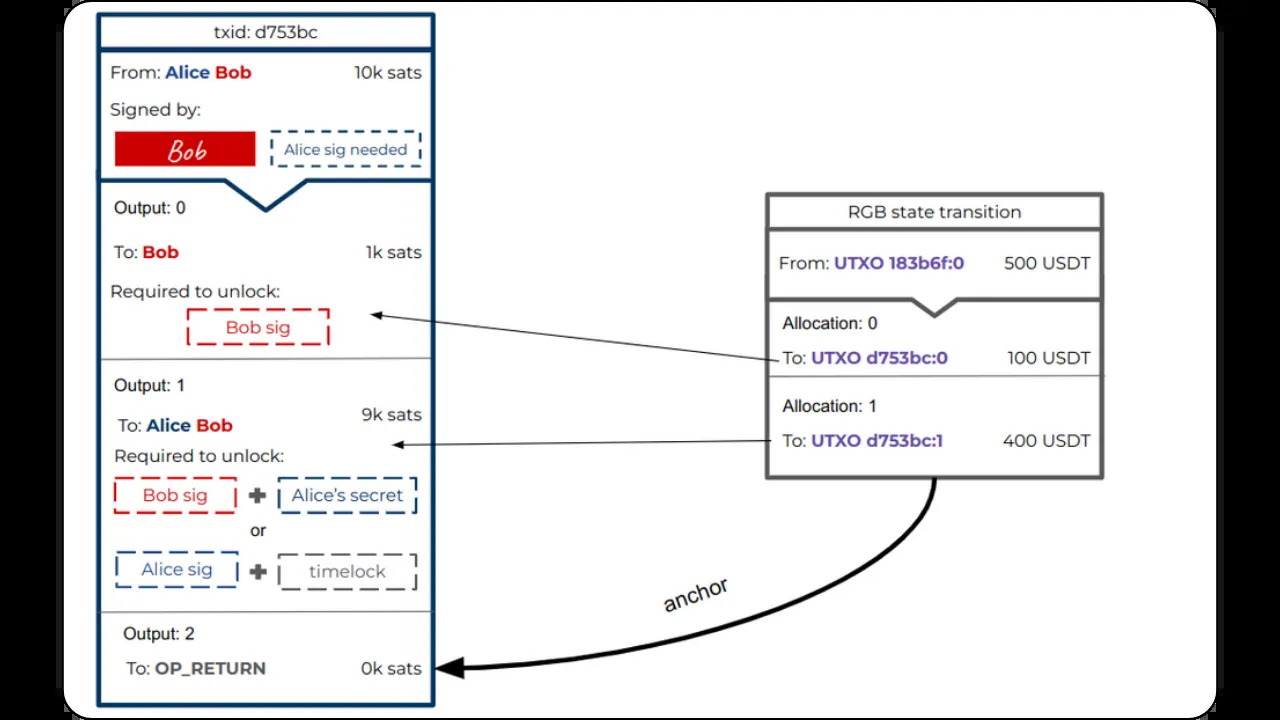 txid: d753bc
From: Alice Bob 10k sats
Signed by:
Bob Alice sig needed
Output: 0
To: Bob 1k sats
Required to unlock:
Bob sig
Output: 1
9k sats
To: Alice Bob
Required to unlock:
Bob sig + Alice's secret
or
Alice sig + timelock
Output: 2
To: OP_RETURN 0k sats
RGB state transition
From: UTXO 183b6f:0 500 USDT
Allocation: 0
To: UTXO d753bc:0 100 USDT
Allocation: 1
To: UTXO d753bc:1 400 USDT
anchor